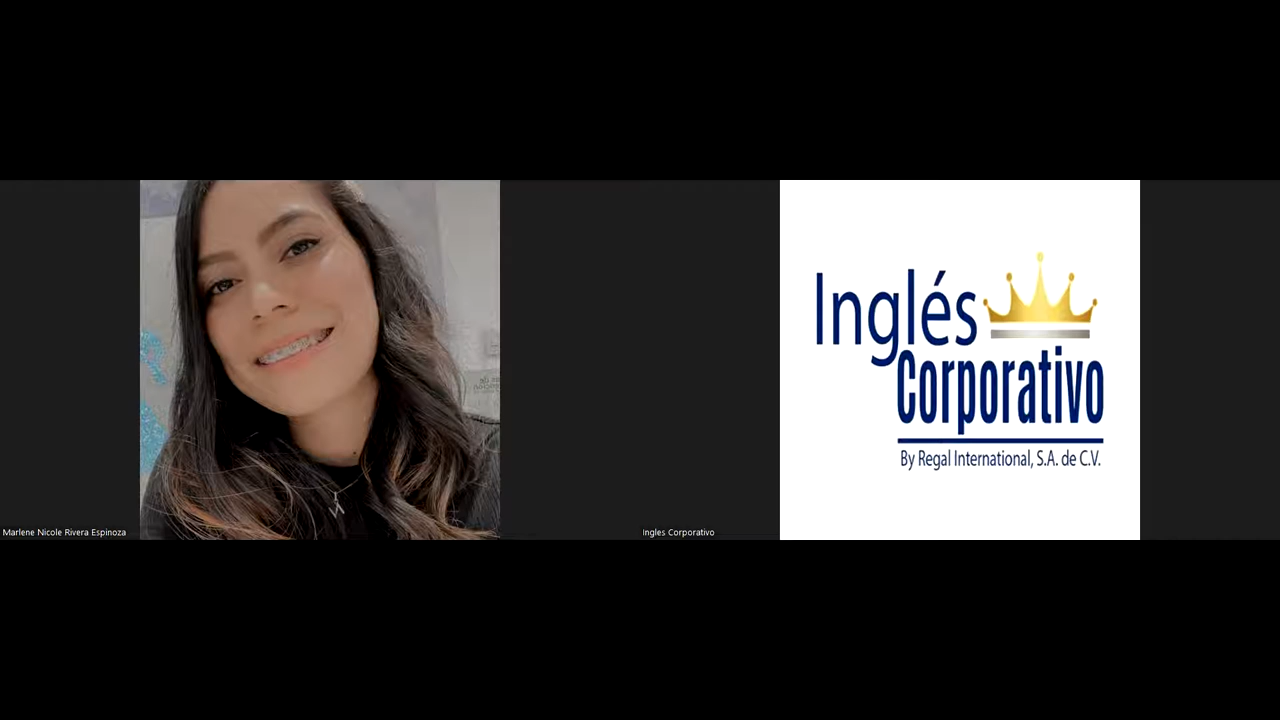 Inglés
Corporativo
By Regal International, S.A. de C.V.
Marlene Nicole Rivera Espinoza
Ingles Corporativo